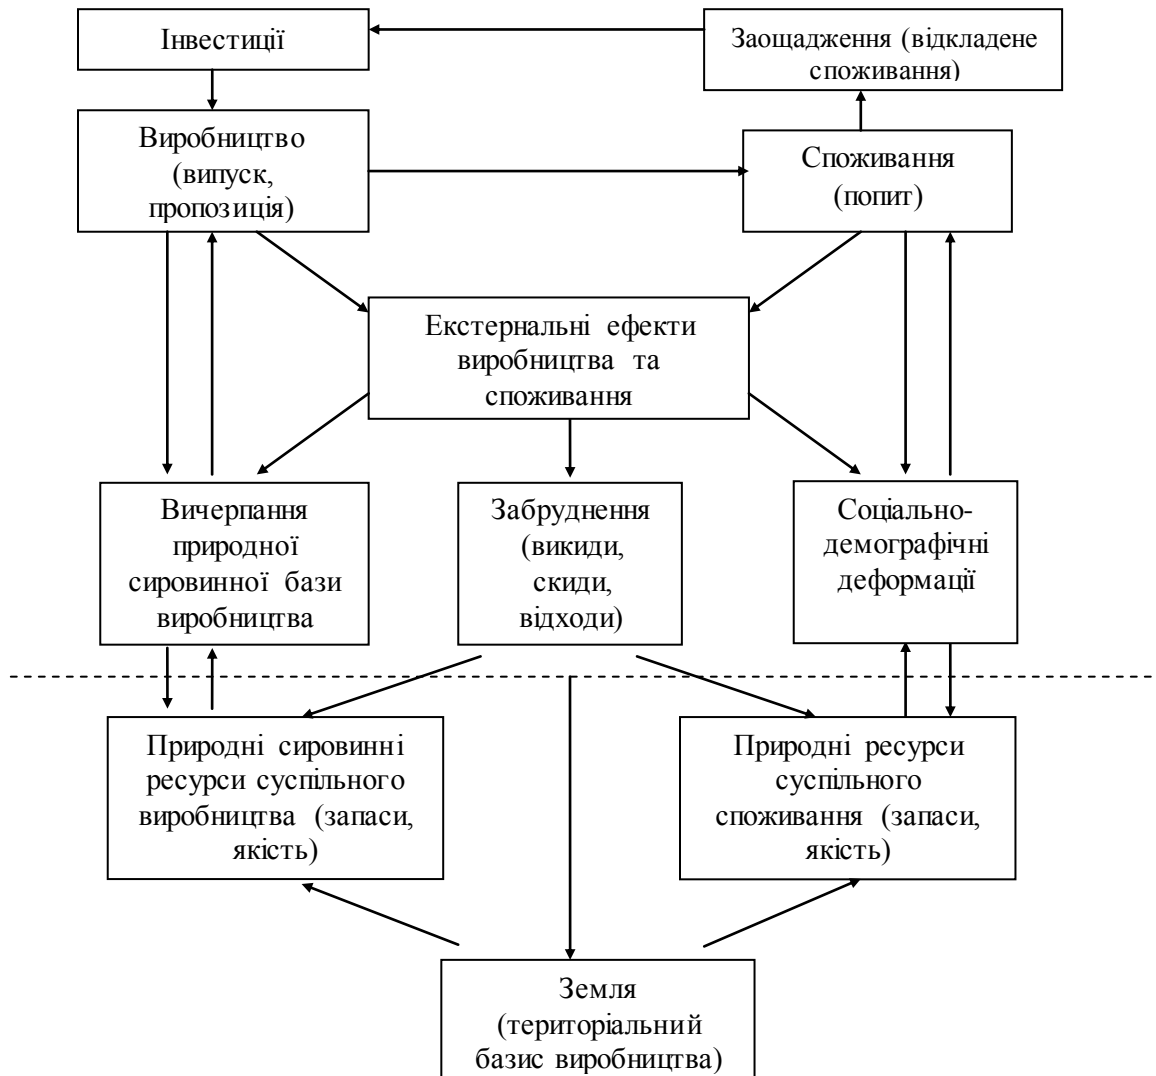 Інвестиції
Заощадження (відкладене
споживання)
Виробництво
(випуск,
пропозиція)
Споживання
(попит)
Екстернальні ефекти
виробництва та
споживання
Вичерпання
природної
сировинної бази
виробництва
Забруднення
(викиди,
скиди,
відходи)
Соціально-
демографічні
деформації
Природні сировинні
ресурси суспільного
виробництва (запаси,
якість)
Природні ресурси
суспільного
споживання (запаси,
якість)
Земля
(територіальний
базис виробництва)